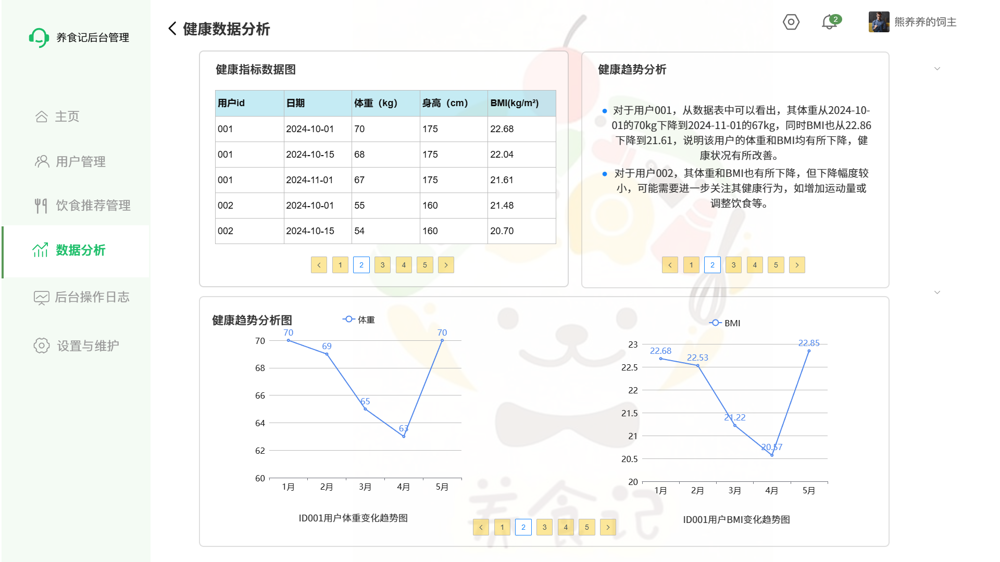 养食记后台管理
主页
用户管理
饮食推荐管理
数据分析
后台操作日志
设置与维护
健康数据分析
2
熊养养的饲主
健康指标数据图
用户id 日期 体重（kg） 身高（cm） BMI(kg/m²)
001 2024-10-01 70 175 22.68
001 2024-10-15 68 175 22.04
001 2024-11-01 67 175 21.61
002 2024-10-01 55 160 21.48
002 2024-10-15 54 160 20.70
< 1 2 3 4 5 >
健康趋势分析
对于用户001，从数据表中可以看出，其体重从2024-10-
01的70kg下降到2024-11-01的67kg，同时BMI也从22.86
下降到21.61，说明该用户的体重和BMI均有所下降，健
康状况有所改善。
对于用户002，其体重和BMI也有所下降，但下降幅度较
小，可能需要进一步关注其健康行为，如增加运动量或
调整饮食等。
< 1 2 3 4 5 >
健康趋势分析图
体重
70
68
66
64
62
60
70
69
65
63
70
1月 2月 3月 4月 5月
ID001用户体重变化趋势图
BMI
23
22.5
22
21.5
21
20.5
20
22.68
22.53
21.22
20.57
22.85
1月 2月 3月 4月 5月
ID001用户BMI变化趋势图
养食记
< 1 2 3 4 5 >